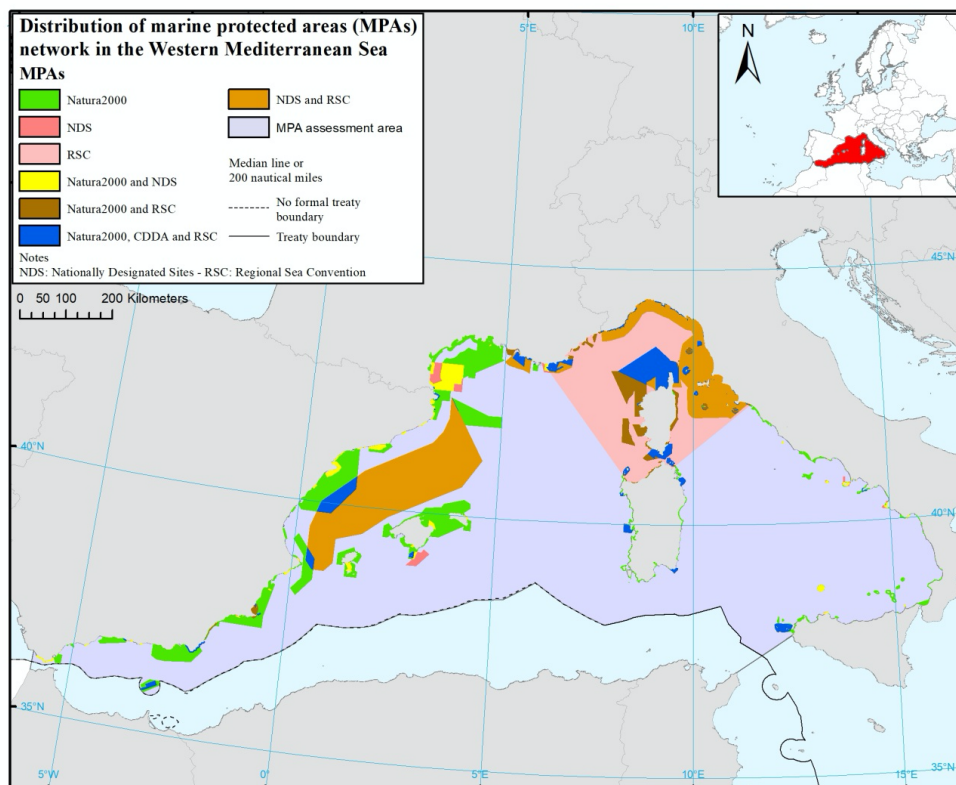 Distribution of marine protected areas (MPAs)
network in the Western Mediterranean Sea
MPAs
Natura2000
NDS
RSC
Natura2000 and NDS
Natura2000 and RSC
Natura2000, CDDA and RSC
NDS and RSC
MPA assessment area
Median line or
200 nautical miles
No formal treaty
boundary
Treaty boundary
Notes
NDS: Nationally Designated Sites - RSC: Regional Sea Convention
0 50 100 200 Kilometers
N
5°E
10°E
45°N
40°N
40°N
35°N
35°N
5°W
0°
5°E
10°E
15°E